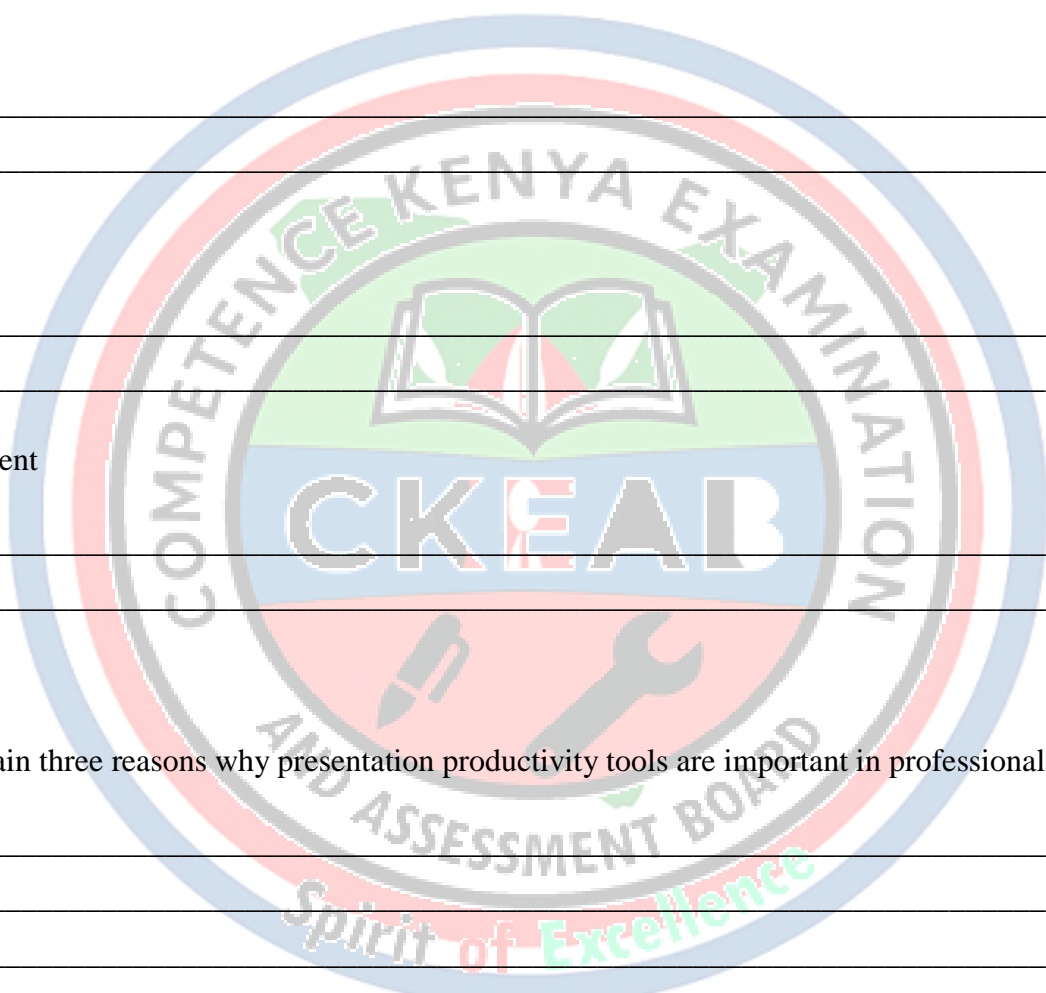 COMPETENCE KENYA EXAMINATION
ent
CKEAB
ain three reasons why presentation productivity tools are important in professional
AND ASSESSMENT BOARD
Spirit of Excellence